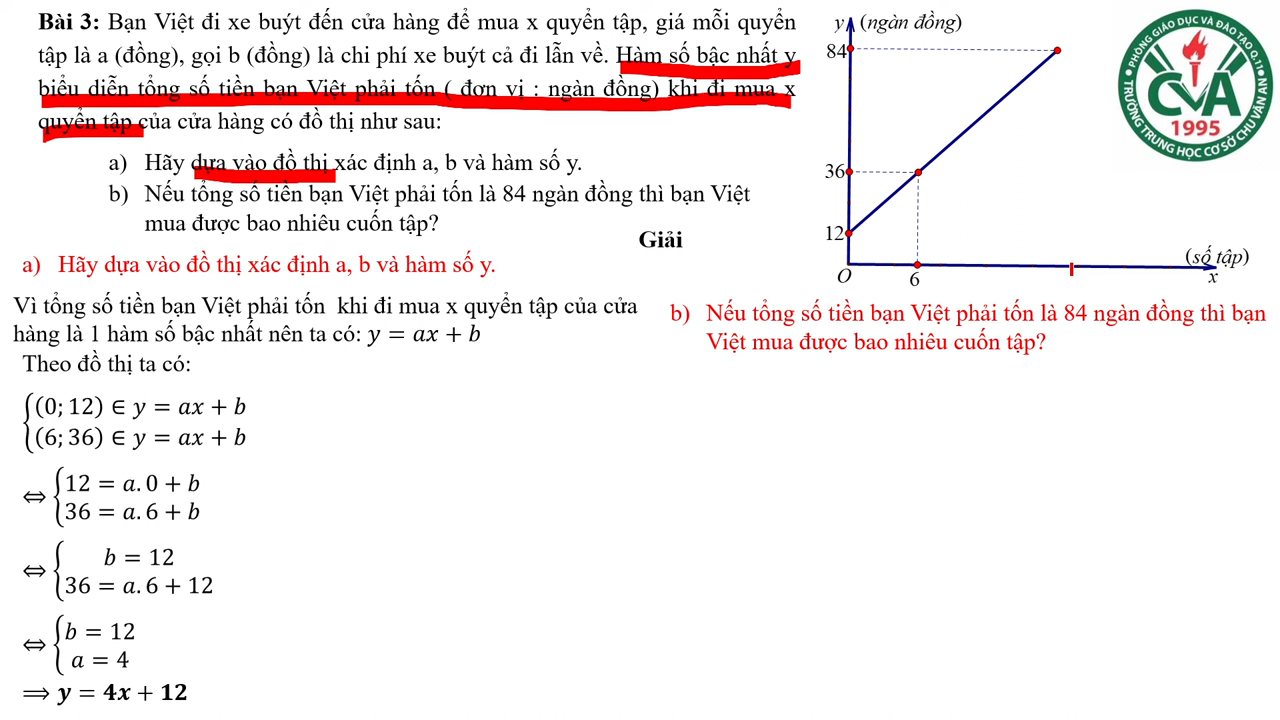 Bài 3: Bạn Việt đi xe buýt đến cửa hàng để mua x quyển tập, giá mỗi quyển
tập là a (đồng), gọi b (đồng) là chi phí xe buýt cả đi lẫn về. Hàm số bậc nhất y
biểu diễn tổng số tiền bạn Việt phải tốn ( đơn vị : ngàn đồng) khi đi mua x
quyển tập của cửa hàng có đồ thị như sau:
a) Hãy dựa vào đồ thị xác định a, b và hàm số y.
b) Nếu tổng số tiền bạn Việt phải tốn là 84 ngàn đồng thì bạn Việt
mua được bao nhiêu cuốn tập?
y (ngàn đồng)
84
36
12
O
6
(số tập)
x
PHÒNG GIÁO DỤC VÀ ĐÀO TẠO Q.11
CVA
1995
TRƯỜNG TRUNG HỌC CƠ SỞ CHU VĂN AN
Giải
a) Hãy dựa vào đồ thị xác định a, b và hàm số y.
Vì tổng số tiền bạn Việt phải tốn khi đi mua x quyển tập của cửa
hàng là 1 hàm số bậc nhất nên ta có: y = ax + b
Theo đồ thị ta có:
{(0; 12) ∈ y = ax + b
(6; 36) ∈ y = ax + b
⇔ {12 = a. 0 + b
36 = a. 6 + b
⇔ {b = 12
36 = a. 6 + 12
⇔ {b = 12
a = 4
⟹ y = 4x + 12
b) Nếu tổng số tiền bạn Việt phải tốn là 84 ngàn đồng thì bạn
Việt mua được bao nhiêu cuốn tập?